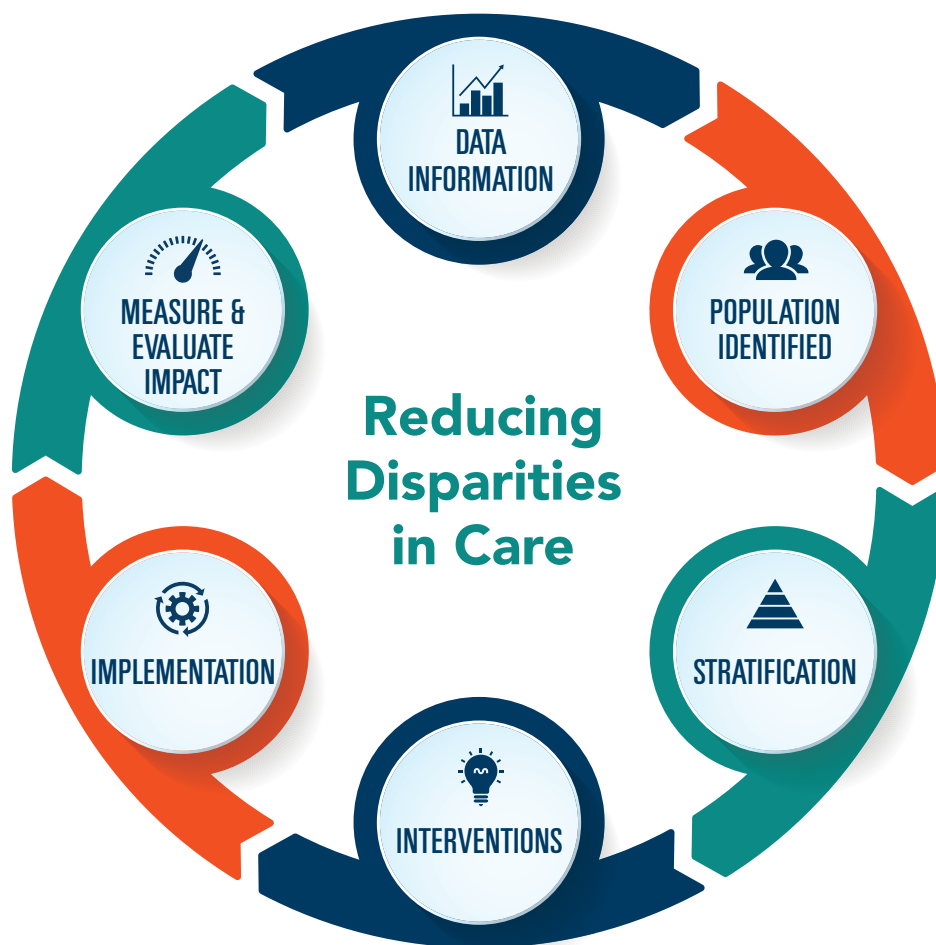 DATA
INFORMATION
POPULATION
IDENTIFIED
STRATIFICATION
INTERVENTIONS
IMPLEMENTATION
MEASURE &
EVALUATE
IMPACT
Reducing
Disparities
in Care